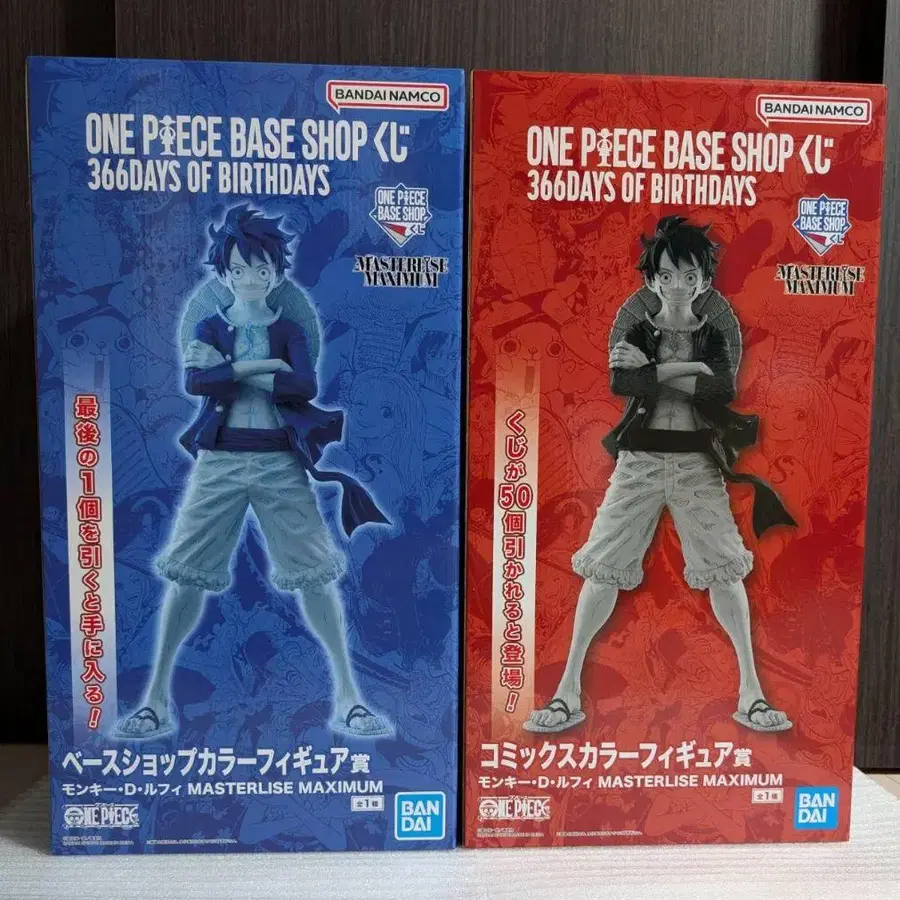 BANDAI NAMCO
ONE PIECE BASE SHOP くじ
366DAYS OF BIRTHDAYS
ONE PIECE
BASE SHOP
くじ
MASTERLISE
MAXIMUM
最後の1個を引くと手に入る!
ベースショップカラーフィギュア賞
モンキー・D・ルフィ MASTERLISE MAXIMUM
全1種
ONE PIECE
BAN
DAI
BANDAI NAMCO
ONE PIECE BASE SHOP くじ
366DAYS OF BIRTHDAYS
ONE PIECE
BASE SHOP
くじ
MASTERLISE
MAXIMUM
くじが50個引かれると登場!
コミックスカラーフィギュア賞
モンキー・D・ルフィ MASTERLISE MAXIMUM
全1種
ONE PIECE
BAN
DAI